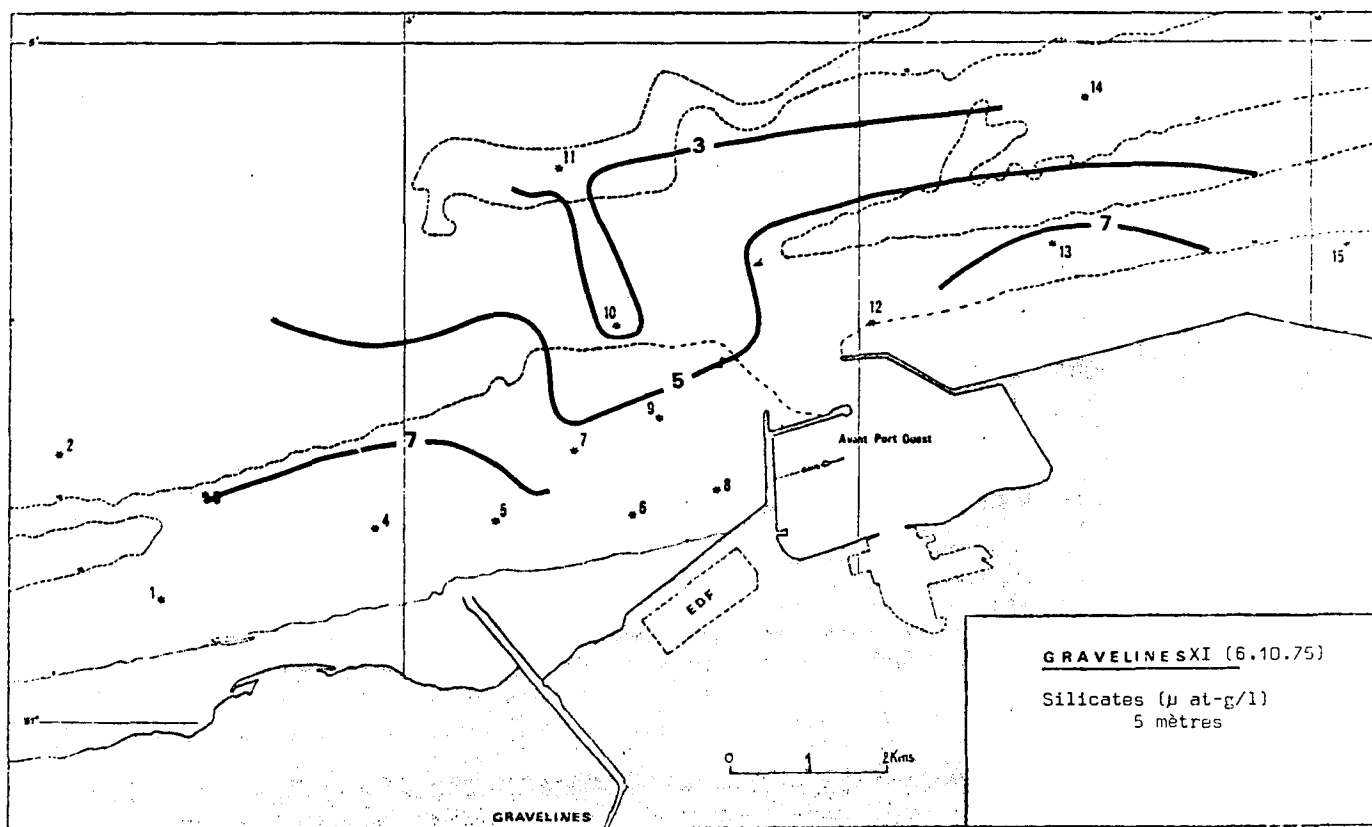 14
11
3
7
13
15
10
12
5
9
7
2
7
Avant Port Ouest
8
4
5
6
1
EDF
GRAVELINES XI (6.10.75)
Silicates (µ at-g/l)
5 mètres
0 1 2Kms
GRAVELINES